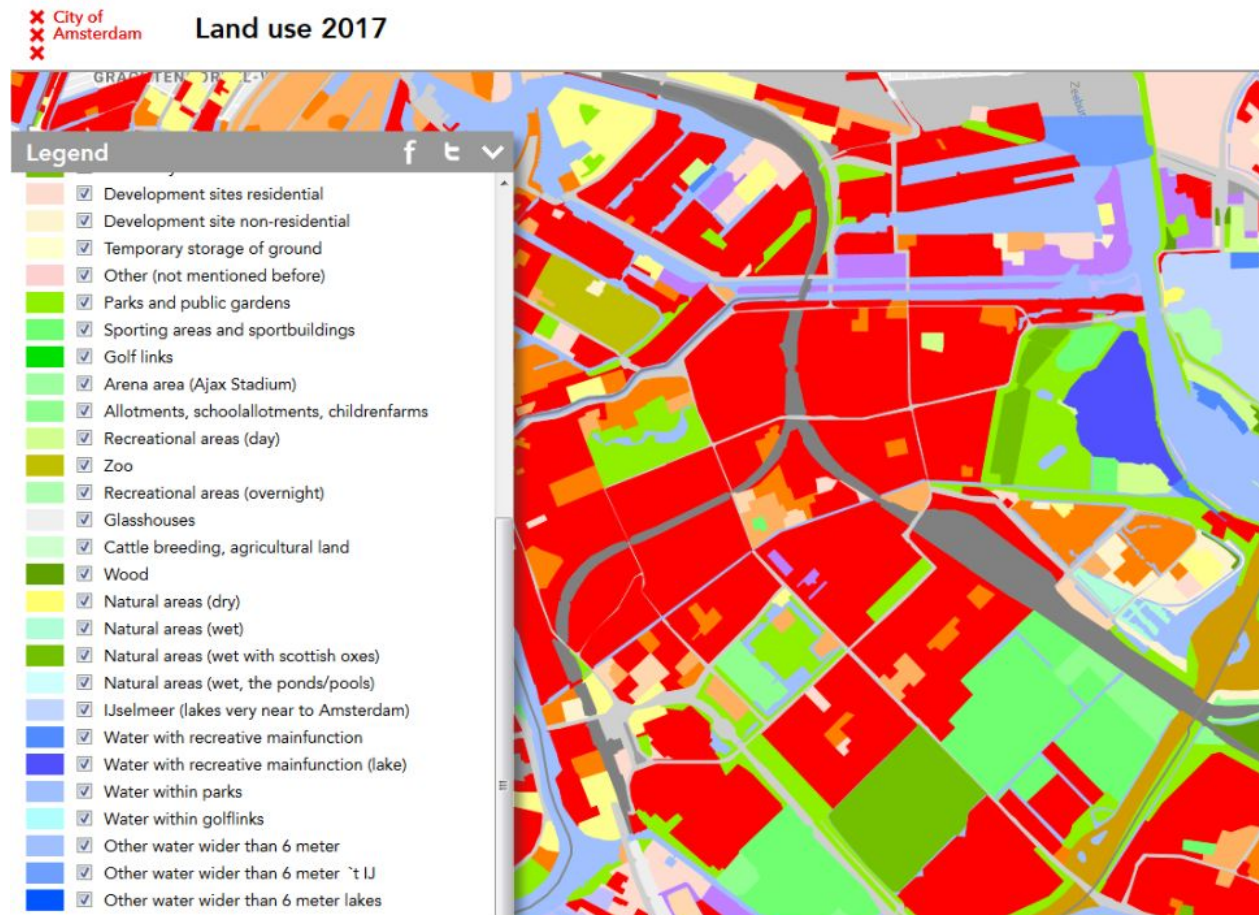 City of
Amsterdam
Land use 2017
Legend
Development sites residential
Development site non-residential
Temporary storage of ground
Other (not mentioned before)
Parks and public gardens
Sporting areas and sportbuildings
Golf links
Arena area (Ajax Stadium)
Allotments, schoolallotments, childrenfarms
Recreational areas (day)
Zoo
Recreational areas (overnight)
Glasshouses
Cattle breeding, agricultural land
Wood
Natural areas (dry)
Natural areas (wet)
Natural areas (wet with scottish oxes)
Natural areas (wet, the ponds/pools)
IJselmeer (lakes very near to Amsterdam)
Water with recreative mainfunction
Water with recreative mainfunction (lake)
Water within parks
Water within golflinks
Other water wider than 6 meter
Other water wider than 6 meter `t IJ
Other water wider than 6 meter lakes